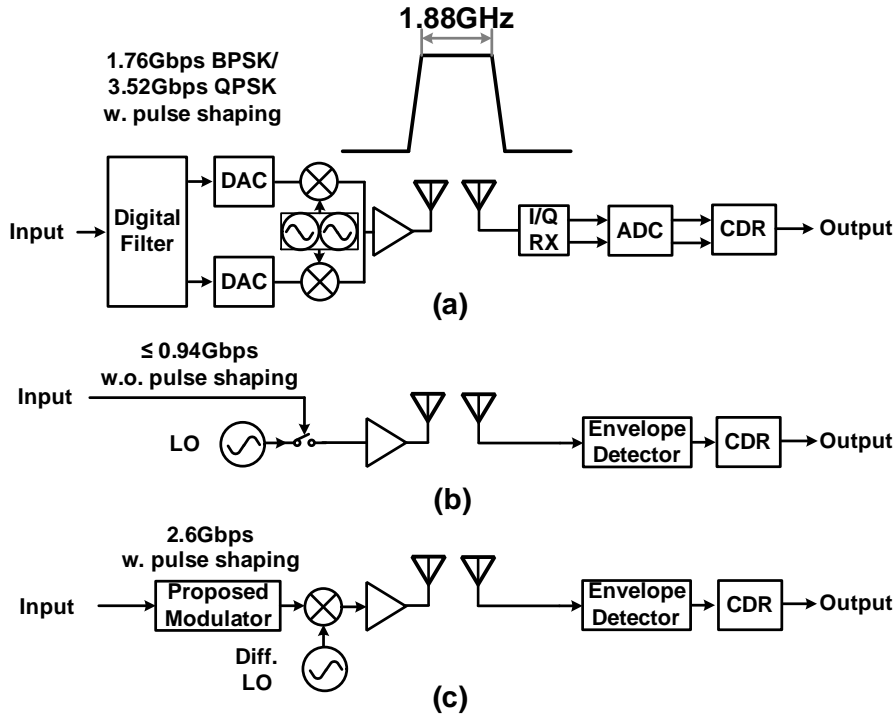 1.88GHz
1.76Gbps BPSK/
3.52Gbps QPSK
w. pulse shaping
Input
Digital
Filter
DAC
DAC
I/Q
RX
ADC
CDR
Output
(a)
≤ 0.94Gbps
w.o. pulse shaping
Input
LO
Envelope
Detector
CDR
Output
(b)
2.6Gbps
w. pulse shaping
Input
Proposed
Modulator
Diff.
LO
Envelope
Detector
CDR
Output
(c)